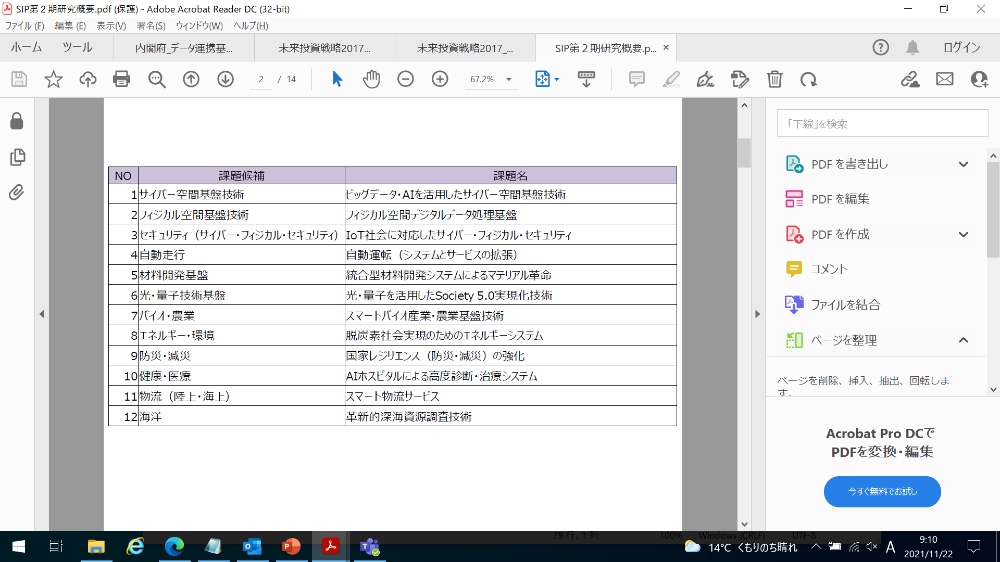 SIP第２期研究概要.pdf (保護) - Adobe Acrobat Reader DC (32-bit)
ファイル (F) 編集 (E) 表示(V) 署名(S) ウィンドウ(W) ヘルプ(H)
ホーム ツール 内閣府_データ連携基... 未来投資戦略2017... 未来投資戦略2017_... SIP第２期研究概要.p... × ログイン
2 / 14 67.2%
「下線」を検索
NO 課題候補 課題名
1 サイバー空間基盤技術 ビッグデータ・AIを活用したサイバー空間基盤技術
2 フィジカル空間基盤技術 フィジカル空間デジタルデータ処理基盤
3 セキュリティ（サイバー・フィジカル・セキュリティ） IoT社会に対応したサイバー・フィジカル・セキュリティ
4 自動走行 自動運転（システムとサービスの拡張）
5 材料開発基盤 統合型材料開発システムによるマテリアル革命
6 光・量子技術基盤 光・量子を活用したSociety 5.0実現化技術
7 バイオ・農業 スマートバイオ産業・農業基盤技術
8 エネルギー・環境 脱炭素社会実現のためのエネルギーシステム
9 防災・減災 国家レジリエンス（防災・減災）の強化
10 健康・医療 AIホスピタルによる高度診断・治療システム
11 物流（陸上・海上） スマート物流サービス
12 海洋 革新的深海資源調査技術
PDF を書き出し
PDF を編集
PDF を作成
コメント
ファイルを結合
ページを整理
ページを削除、挿入、抽出、回転しま
す。
Acrobat Pro DCで
PDFを変換・編集
今すぐ無料でお試し
79 行、1 列 100% Windows (CRLF) UTF-8
14°C くもりのち晴れ A 9:10
2021/11/22